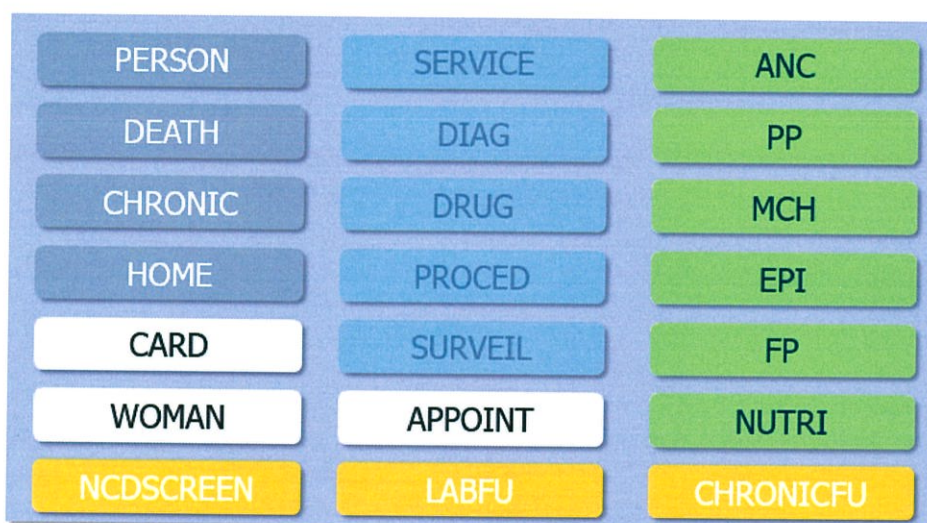 PERSON
SERVICE
ANC
DEATH
DIAG
PP
CHRONIC
DRUG
MCH
HOME
PROCED
EPI
CARD
SURVEIL
FP
WOMAN
APPOINT
NUTRI
NCDSCREEN
LABFU
CHRONICFU